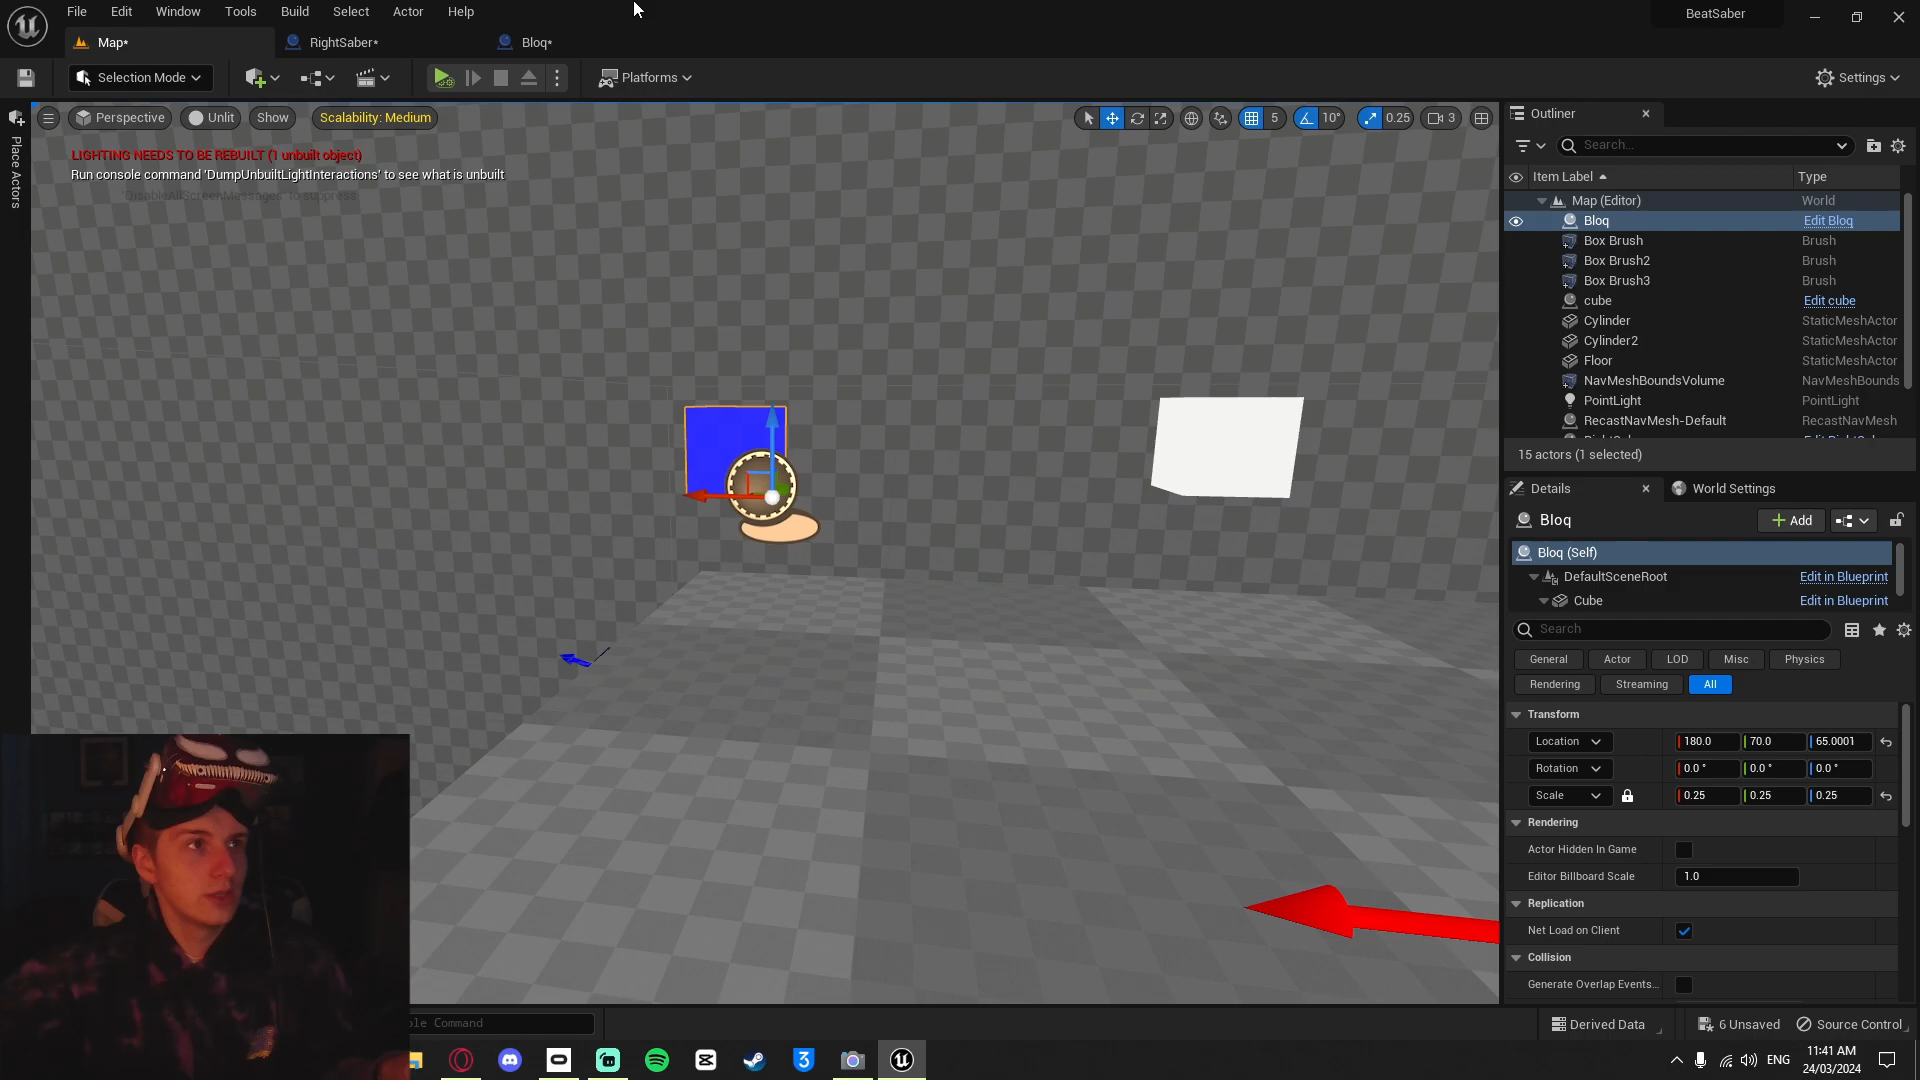 File Edit Window Tools Build Select Actor Help
BeatSaber
Map* RightSaber* Bloq*
Selection Mode Platforms Settings
Place Actors
Perspective Unlit Show Scalability: Medium 5 10° 0.25 3
LIGHTING NEEDS TO BE REBUILT (1 unbuilt object)
Run console command 'DumpUnbuiltLightInteractions' to see what is unbuilt
'DisableAllScreenMessages' to suppress
Outliner
Search...
Item Label Type
Map (Editor) World
Bloq Edit Bloq
Box Brush Brush
Box Brush2 Brush
Box Brush3 Brush
cube Edit cube
Cylinder StaticMeshActor
Cylinder2 StaticMeshActor
Floor StaticMeshActor
NavMeshBoundsVolume NavMeshBounds
PointLight PointLight
RecastNavMesh-Default RecastNavMesh
15 actors (1 selected)
Details World Settings
Bloq Add
Bloq (Self)
DefaultSceneRoot Edit in Blueprint
Cube Edit in Blueprint
Search
General Actor LOD Misc Physics
Rendering Streaming All
Transform
Location 180.0 70.0 65.0001
Rotation 0.0 ° 0.0 ° 0.0 °
Scale 0.25 0.25 0.25
Rendering
Actor Hidden In Game
Editor Billboard Scale 1.0
Replication
Net Load on Client
Collision
Generate Overlap Events...
Command
Derived Data 6 Unsaved Source Control
ENG 11:41 AM
24/03/2024